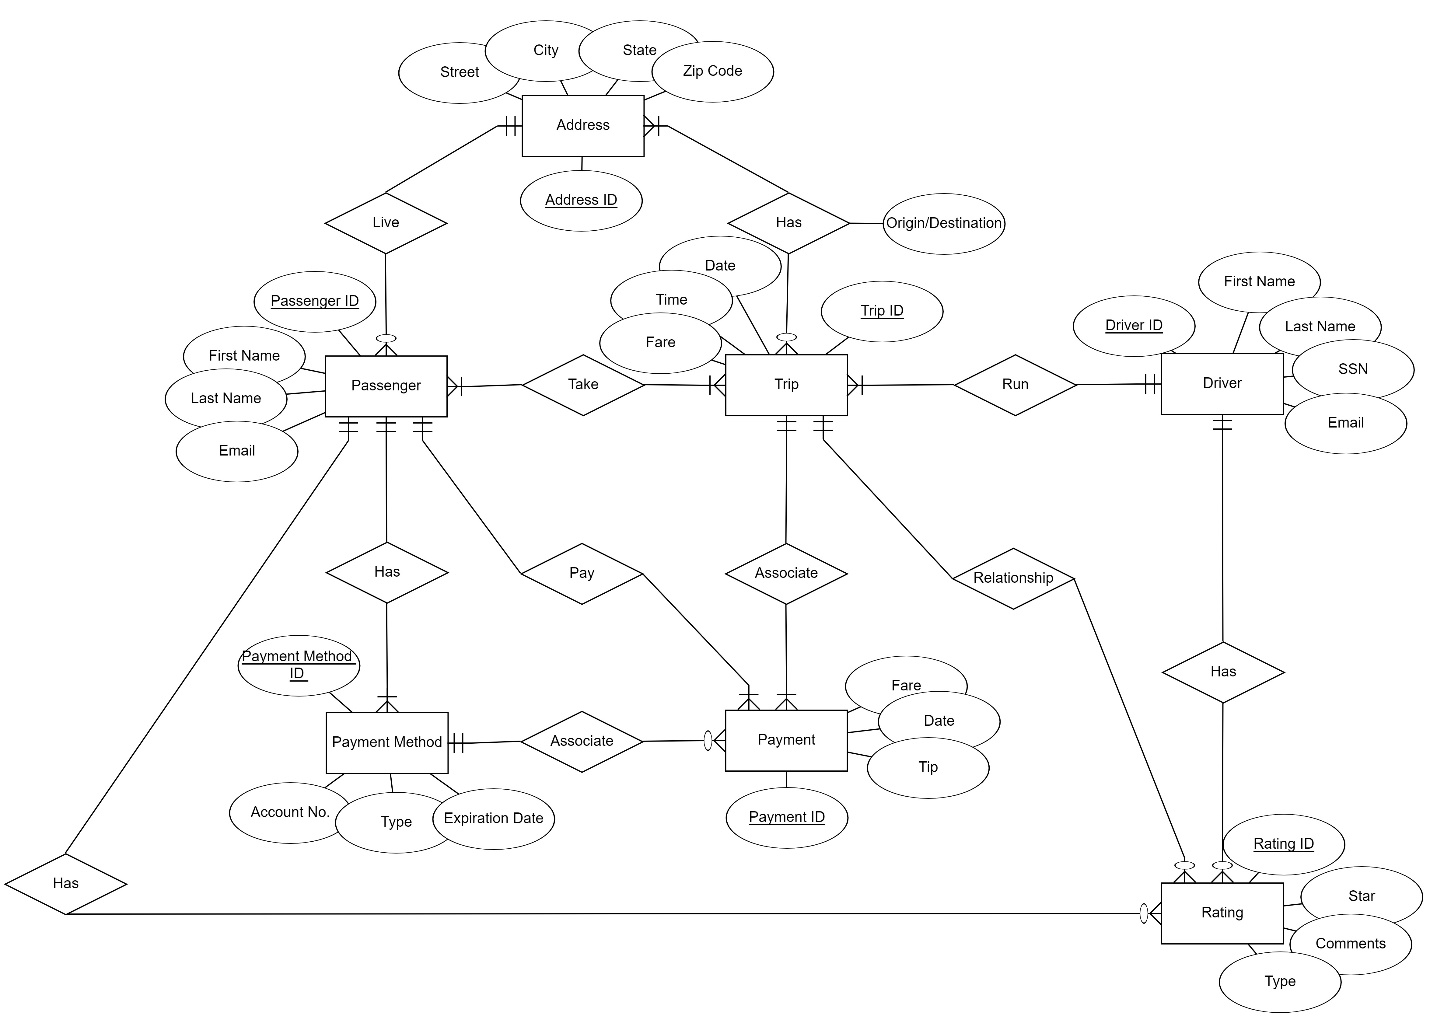 City
State
Street
Zip Code
Address
Address ID
Live
Has
Origin/Destination
Date
First Name
Passenger ID
Time
Trip ID
Driver ID
Last Name
First Name
Fare
SSN
Passenger
Take
Trip
Run
Driver
Last Name
Email
Email
Has
Pay
Associate
Relationship
Payment Method
ID
Has
Fare
Date
Payment Method
Associate
Payment
Tip
Account No.
Type
Expiration Date
Payment ID
Rating ID
Has
Star
Rating
Comments
Type